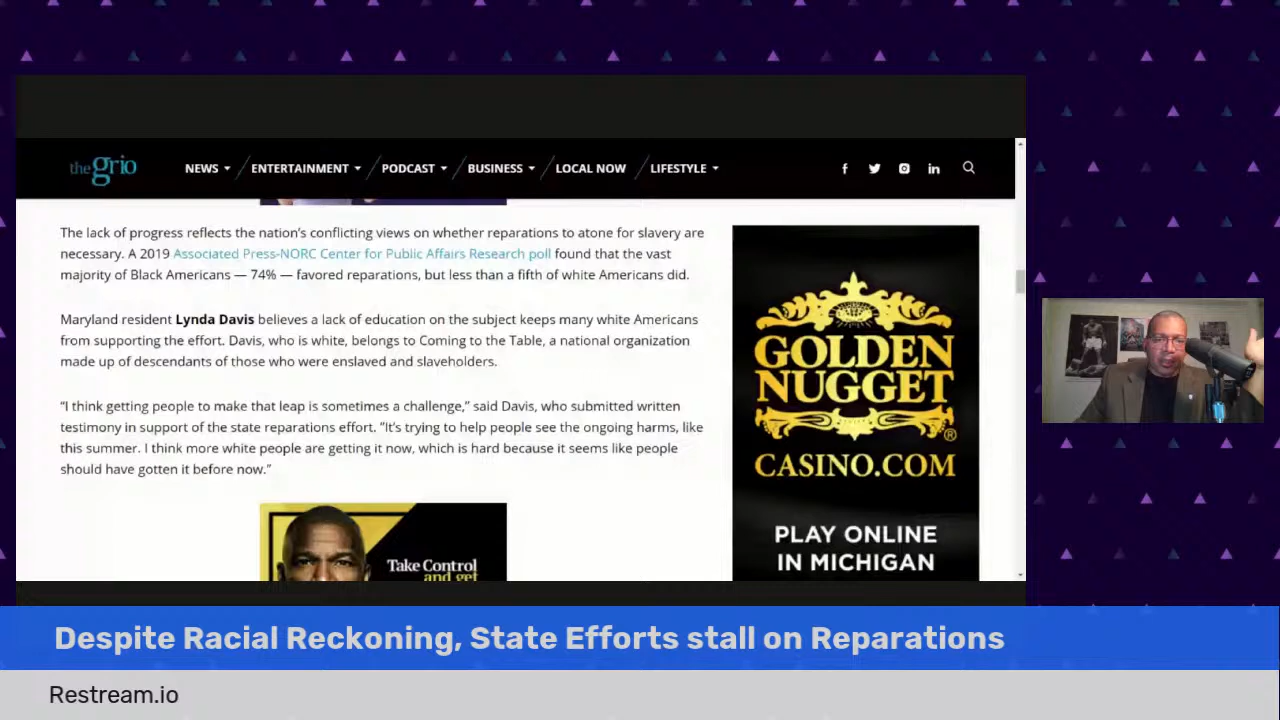 thegrio
NEWS
ENTERTAINMENT
PODCAST
BUSINESS
LOCAL NOW
LIFESTYLE
The lack of progress reflects the nation’s conflicting views on whether reparations to atone for slavery are
necessary. A 2019 Associated Press-NORC Center for Public Affairs Research poll found that the vast
majority of Black Americans — 74% — favored reparations, but less than a fifth of white Americans did.
Maryland resident Lynda Davis believes a lack of education on the subject keeps many white Americans
from supporting the effort. Davis, who is white, belongs to Coming to the Table, a national organization
made up of descendants of those who were enslaved and slaveholders.
“I think getting people to make that leap is sometimes a challenge,” said Davis, who submitted written
testimony in support of the state reparations effort. “It’s trying to help people see the ongoing harms, like
this summer. I think more white people are getting it now, which is hard because it seems like people
should have gotten it before now.”
Take Control
and get
GOLDEN
NUGGET
®
CASINO.COM
PLAY ONLINE
IN MICHIGAN
Despite Racial Reckoning, State Efforts stall on Reparations
Restream.io